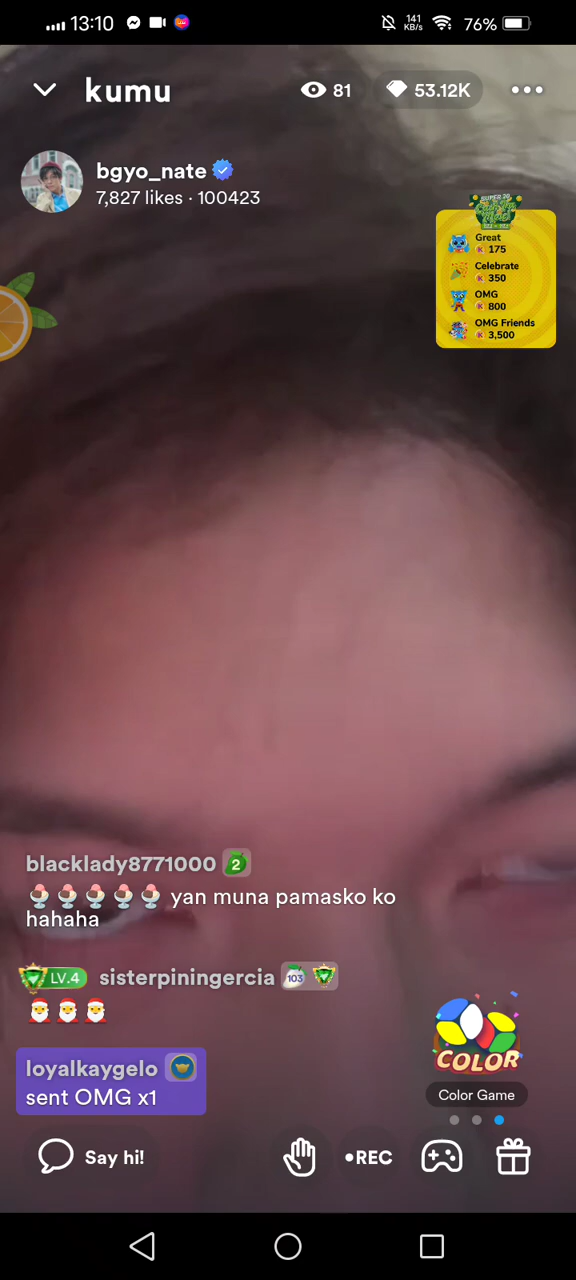 13:10
141
KB/s
76%
kumu
81
53.12K
bgyo_nate
7,827 likes · 100423
SUPER 20
Great
175
Celebrate
350
OMG
800
OMG Friends
3,500
blacklady8771000 2
🍨🍨🍨🍨🍨 yan muna pamasko ko
hahaha
LV.4 sisterpiningercia 103
🎅🎅🎅
loyalkaygelo
sent OMG x1
COLOR
Color Game
Say hi!
•REC